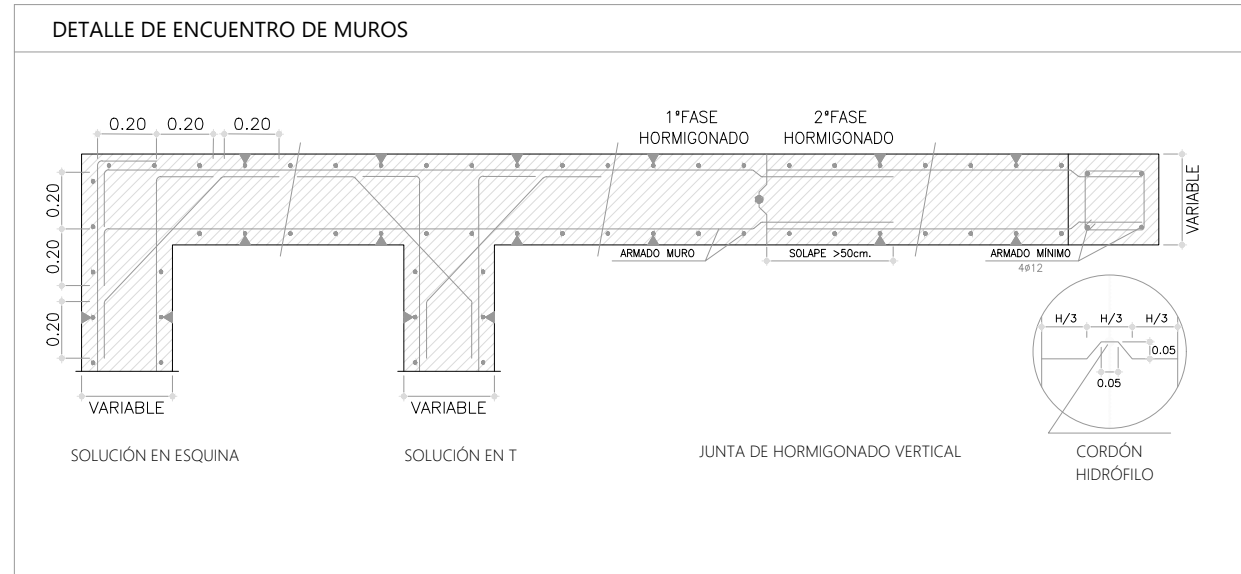 DETALLE DE ENCUENTRO DE MUROS
0.20 0.20 0.20
1ªFASE
HORMIGONADO
2ªFASE
HORMIGONADO
0.20
0.20
0.20
VARIABLE
ARMADO MURO
SOLAPE >50cm.
ARMADO MÍNIMO
4ø12
H/3 H/3 H/3
0.05
0.05
VARIABLE
VARIABLE
SOLUCIÓN EN ESQUINA
SOLUCIÓN EN T
JUNTA DE HORMIGONADO VERTICAL
CORDÓN
HIDRÓFILO